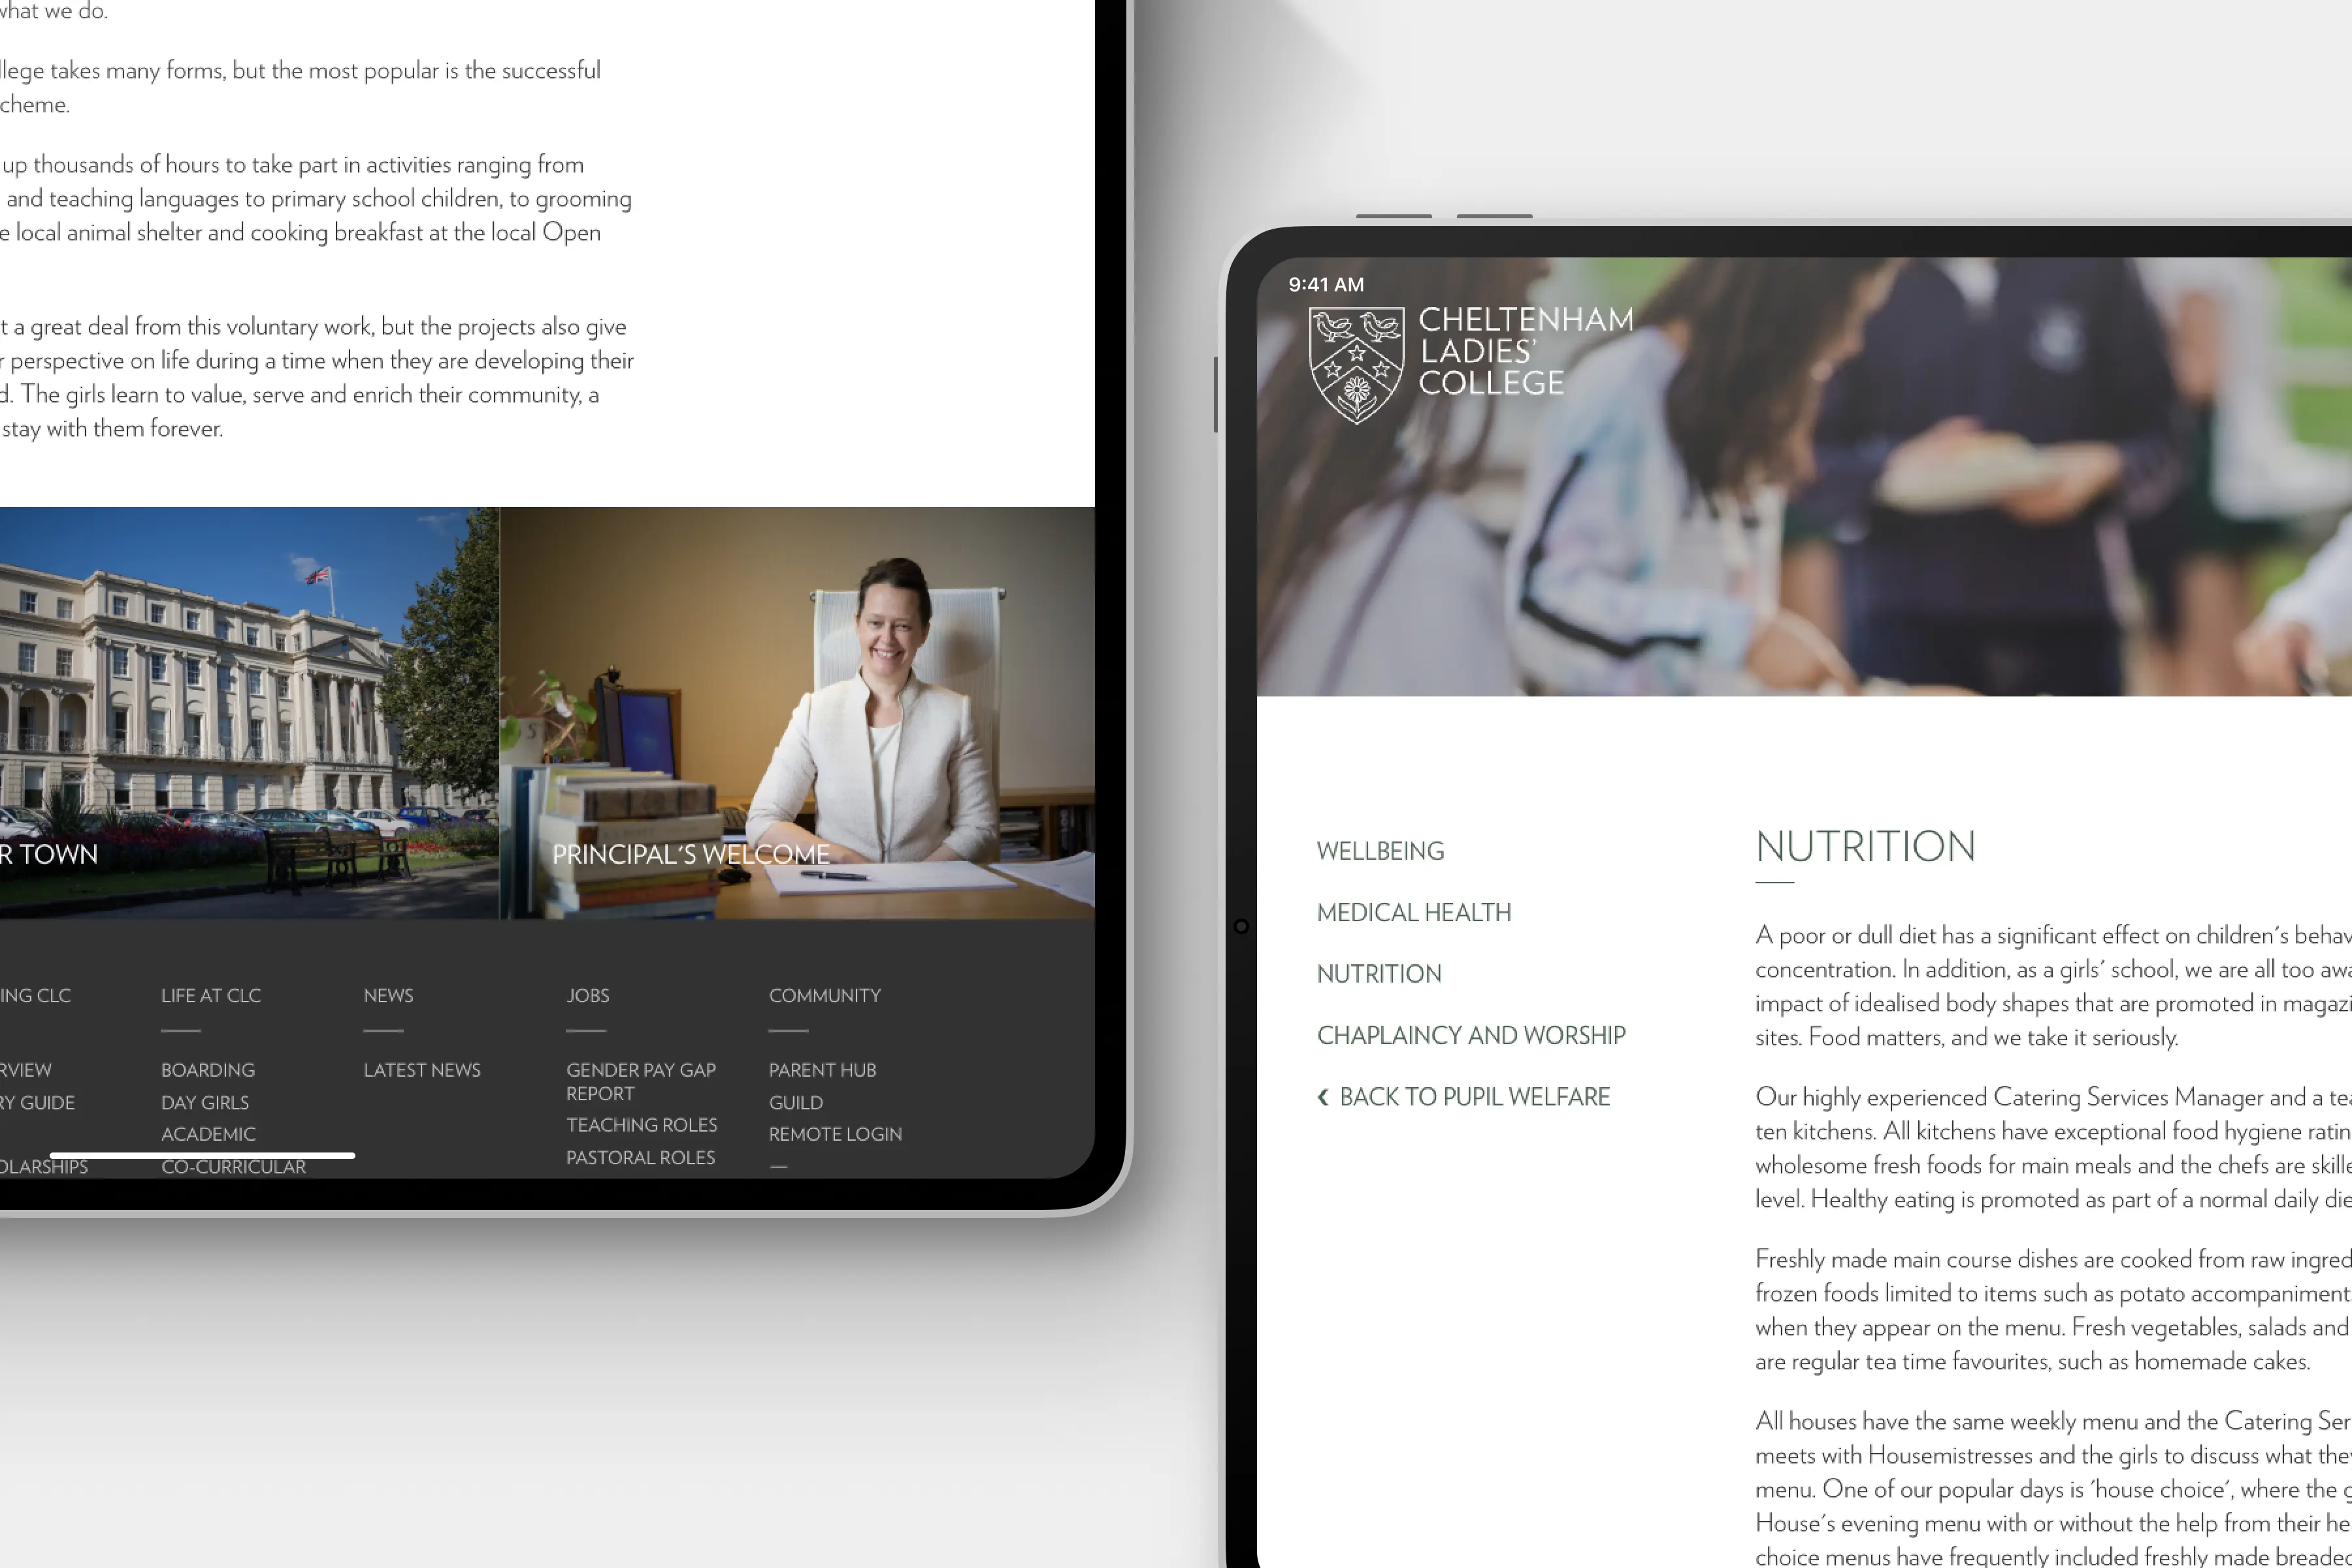 what we do.
llege takes many forms, but the most popular is the successful
cheme.
up thousands of hours to take part in activities ranging from
and teaching languages to primary school children, to grooming
e local animal shelter and cooking breakfast at the local Open
t a great deal from this voluntary work, but the projects also give
r perspective on life during a time when they are developing their
d. The girls learn to value, serve and enrich their community, a
stay with them forever.
R TOWN
PRINCIPAL'S WELCOME
ING CLC
RVIEW
RY GUIDE
OLARSHIPS
LIFE AT CLC
BOARDING
DAY GIRLS
ACADEMIC
CO-CURRICULAR
NEWS
LATEST NEWS
JOBS
GENDER PAY GAP
REPORT
TEACHING ROLES
PASTORAL ROLES
COMMUNITY
PARENT HUB
GUILD
REMOTE LOGIN
—
9:41 AM
CHELTENHAM
LADIES'
COLLEGE
WELLBEING
MEDICAL HEALTH
NUTRITION
CHAPLAINCY AND WORSHIP
‹ BACK TO PUPIL WELFARE
NUTRITION
A poor or dull diet has a significant effect on children's behav
concentration. In addition, as a girls' school, we are all too awa
impact of idealised body shapes that are promoted in magazi
sites. Food matters, and we take it seriously.
Our highly experienced Catering Services Manager and a tea
ten kitchens. All kitchens have exceptional food hygiene ratin
wholesome fresh foods for main meals and the chefs are skille
level. Healthy eating is promoted as part of a normal daily die
Freshly made main course dishes are cooked from raw ingred
frozen foods limited to items such as potato accompaniment
when they appear on the menu. Fresh vegetables, salads and
are regular tea time favourites, such as homemade cakes.
All houses have the same weekly menu and the Catering Ser
meets with Housemistresses and the girls to discuss what they
menu. One of our popular days is 'house choice', where the g
House's evening menu with or without the help from their he
choice menus have frequently included freshly made breaded